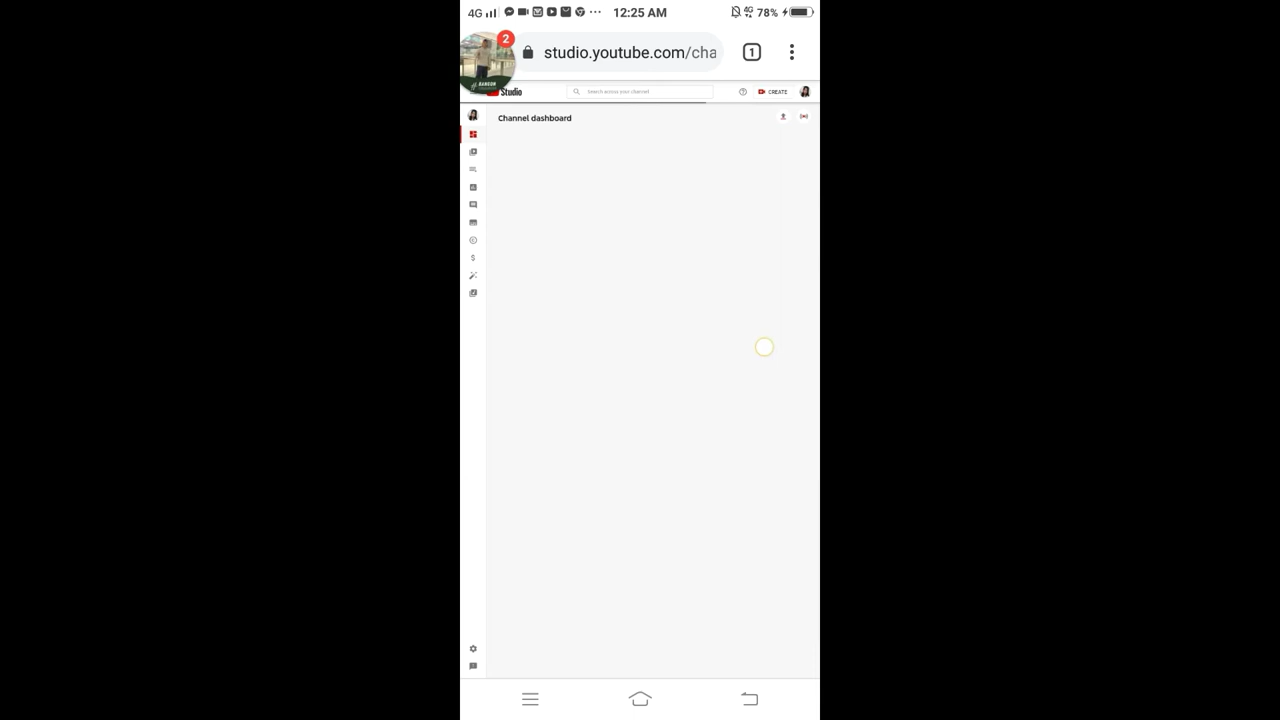 4G 12:25 AM 4G 78%
2 studio.youtube.com/cha 1
Studio Search across your channel CREATE
Channel dashboard